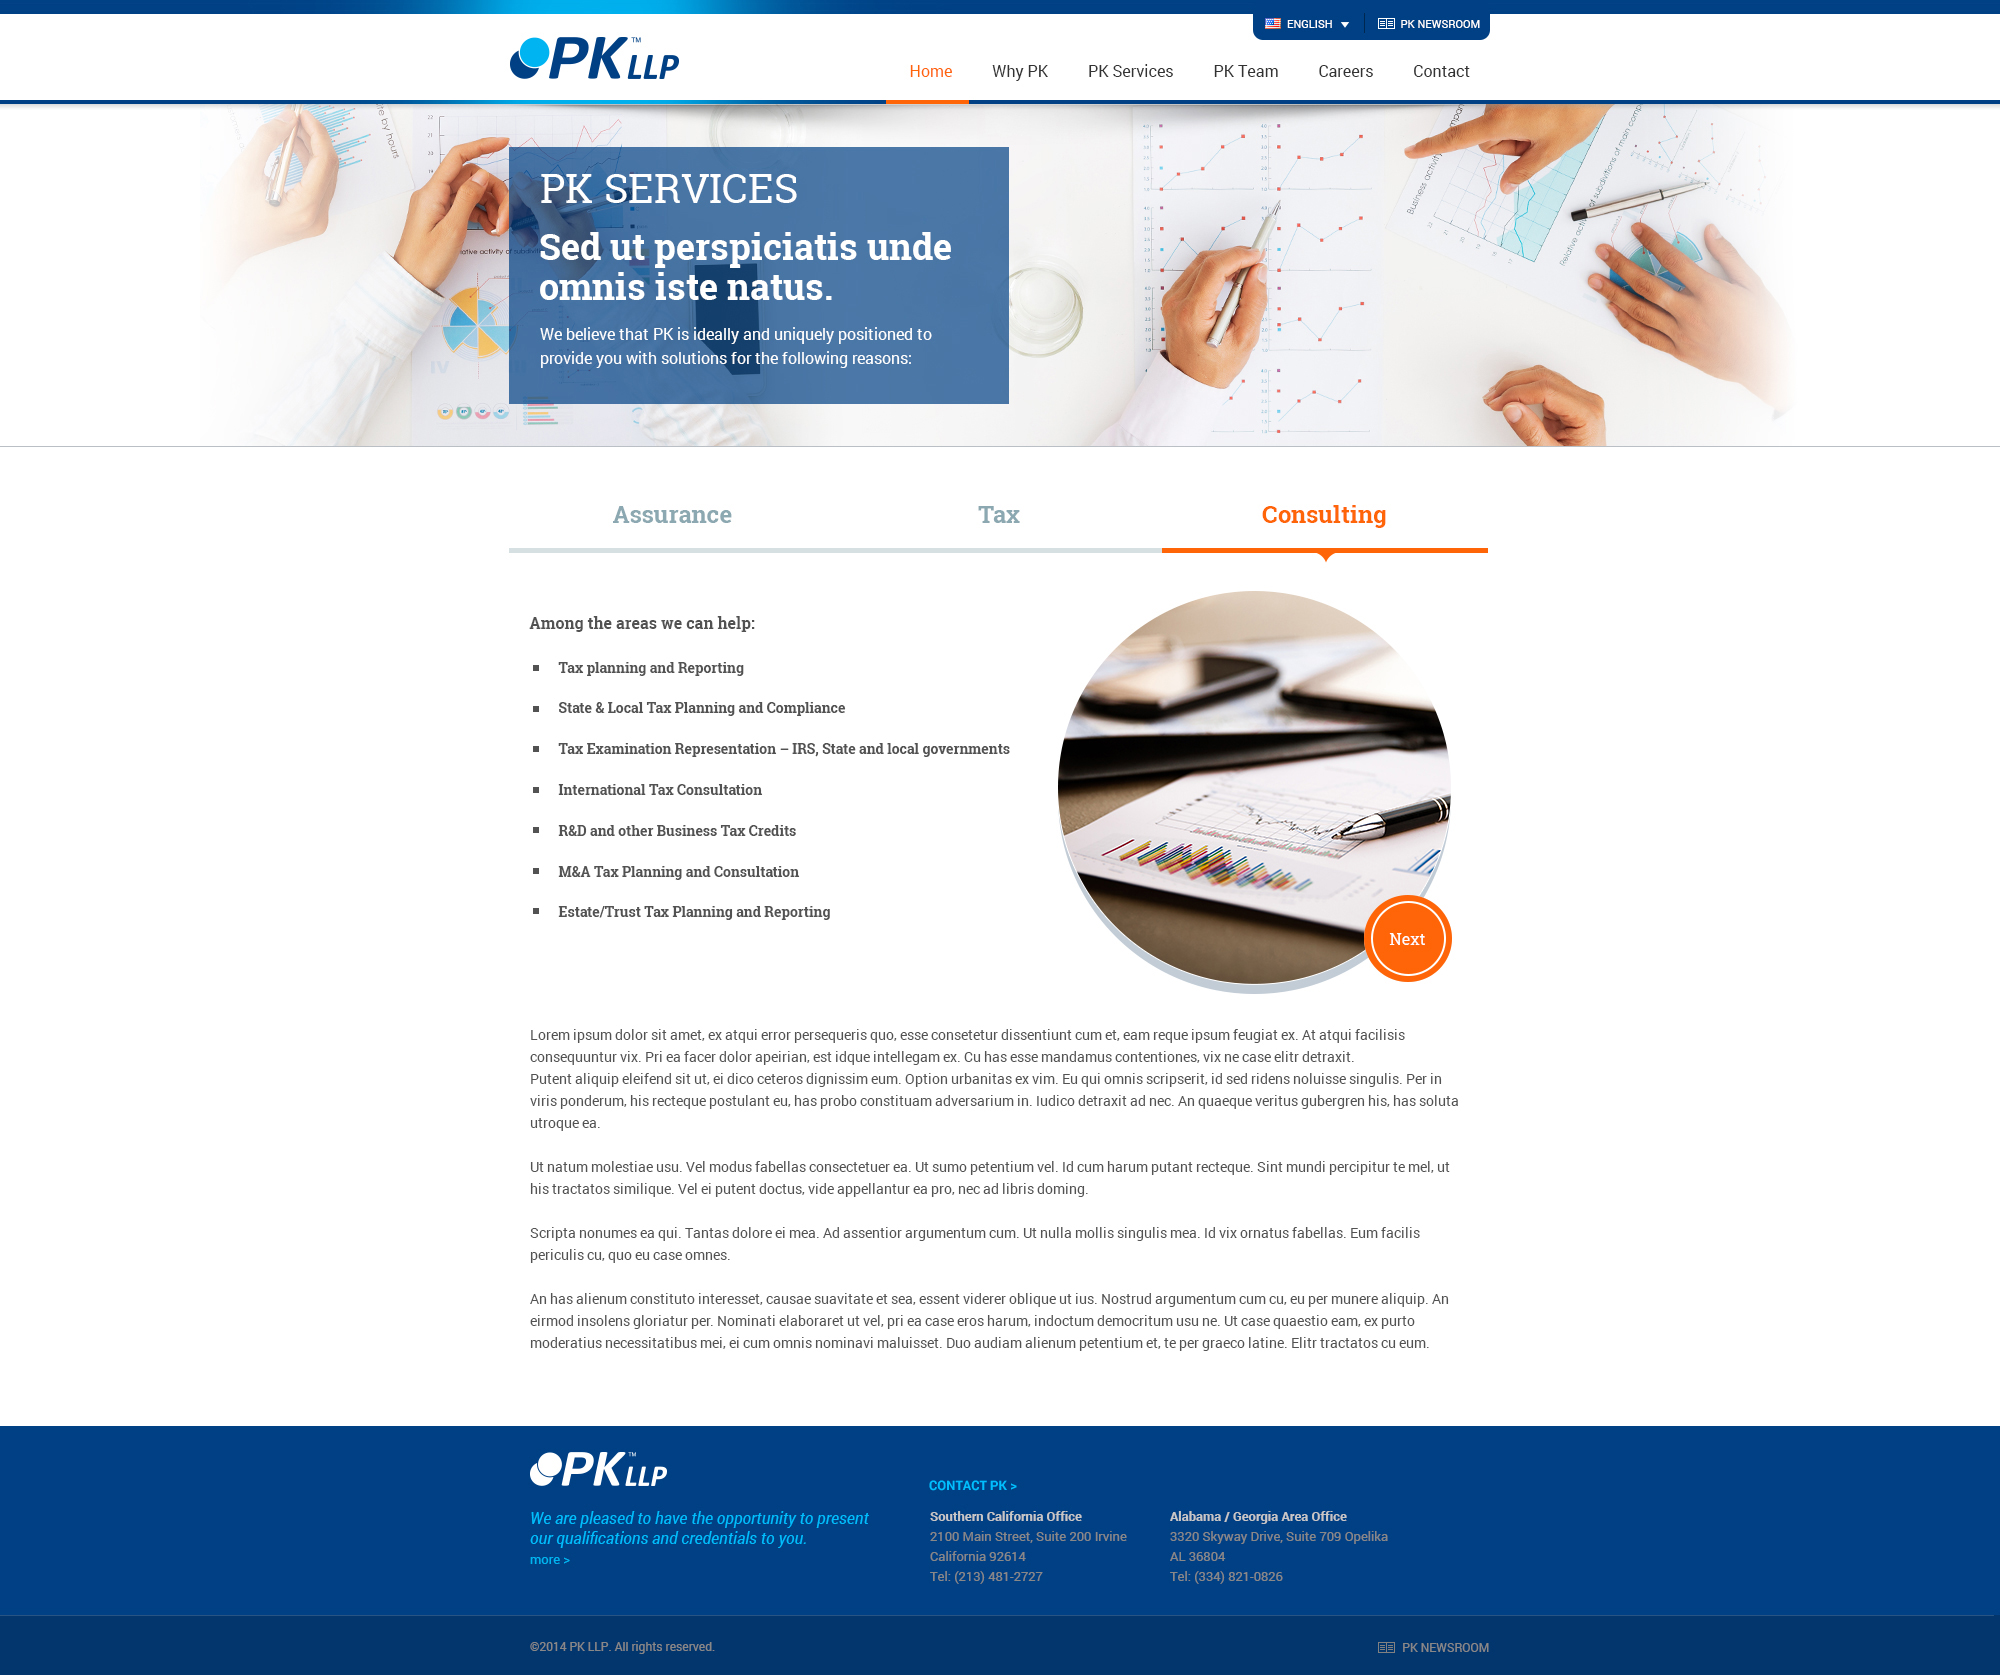 ENGLISH
PK NEWSROOM
PK LLP™
Home
Why PK
PK Services
PK Team
Careers
Contact
PK SERVICES
Sed ut perspiciatis unde
omnis iste natus.
We believe that PK is ideally and uniquely positioned to
provide you with solutions for the following reasons:
Assurance
Tax
Consulting
Among the areas we can help:
Tax planning and Reporting
State & Local Tax Planning and Compliance
Tax Examination Representation – IRS, State and local governments
International Tax Consultation
R&D and other Business Tax Credits
M&A Tax Planning and Consultation
Estate/Trust Tax Planning and Reporting
Next
Lorem ipsum dolor sit amet, ex atqui error persequeris quo, esse consetetur dissentiunt cum et, eam reque ipsum feugiat ex. At atqui facilisis
consequuntur vix. Pri ea facer dolor apeirian, est idque intellegam ex. Cu has esse mandamus contentiones, vix ne case elitr detraxit.
Putent aliquip eleifend sit ut, ei dico ceteros dignissim eum. Option urbanitas ex vim. Eu qui omnis scripserit, id sed ridens noluisse singulis. Per in
viris ponderum, his recteque postulant eu, has probo constituam adversarium in. Iudico detraxit ad nec. An quaeque veritus gubergren his, has soluta
utroque ea.
Ut natum molestiae usu. Vel modus fabellas consectetuer ea. Ut sumo petentium vel. Id cum harum putant recteque. Sint mundi percipitur te mel, ut
his tractatos similique. Vel ei putent doctus, vide appellantur ea pro, nec ad libris doming.
Scripta nonumes ea qui. Tantas dolore ei mea. Ad assentior argumentum cum. Ut nulla mollis singulis mea. Id vix ornatus fabellas. Eum facilis
periculis cu, quo eu case omnes.
An has alienum constituto interesset, causae suavitate et sea, essent viderer oblique ut ius. Nostrud argumentum cum cu, eu per munere aliquip. An
eirmod insolens gloriatur per. Nominati elaboraret ut vel, pri ea case eros harum, indoctum democritum usu ne. Ut case quaestio eam, ex purto
moderatius necessitatibus mei, ei cum omnis nominavi maluisset. Duo audiam alienum petentium et, te per graeco latine. Elitr tractatos cu eum.
PK LLP™
We are pleased to have the opportunity to present
our qualifications and credentials to you.
more >
CONTACT PK >
Southern California Office
2100 Main Street, Suite 200 Irvine
California 92614
Tel: (213) 481-2727
Alabama / Georgia Area Office
3320 Skyway Drive, Suite 709 Opelika
AL 36804
Tel: (334) 821-0826
©2014 PK LLP. All rights reserved.
PK NEWSROOM